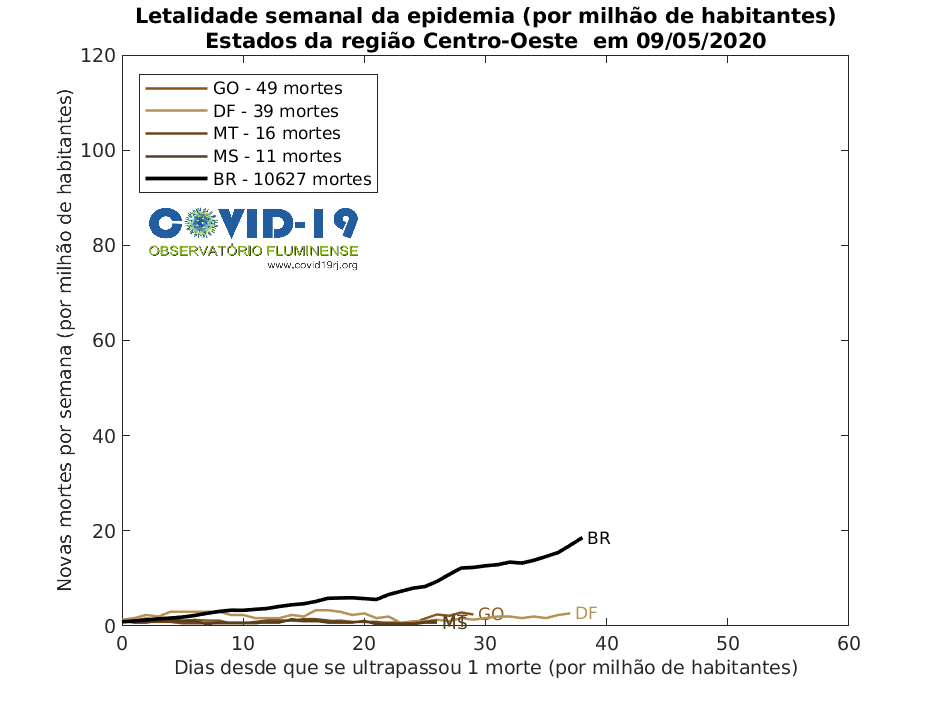 Letalidade semanal da epidemia (por milhão de habitantes)
Estados da região Centro-Oeste  em 09/05/2020
120
100
80
60
40
20
0
Novas mortes por semana (por milhão de habitantes)
GO - 49 mortes
DF - 39 mortes
MT - 16 mortes
MS - 11 mortes
BR - 10627 mortes
COVID-19
OBSERVATÓRIO FLUMINENSE
www.covid19rj.org
BR
GO
DF
MS
0 10 20 30 40 50 60
Dias desde que se ultrapassou 1 morte (por milhão de habitantes)